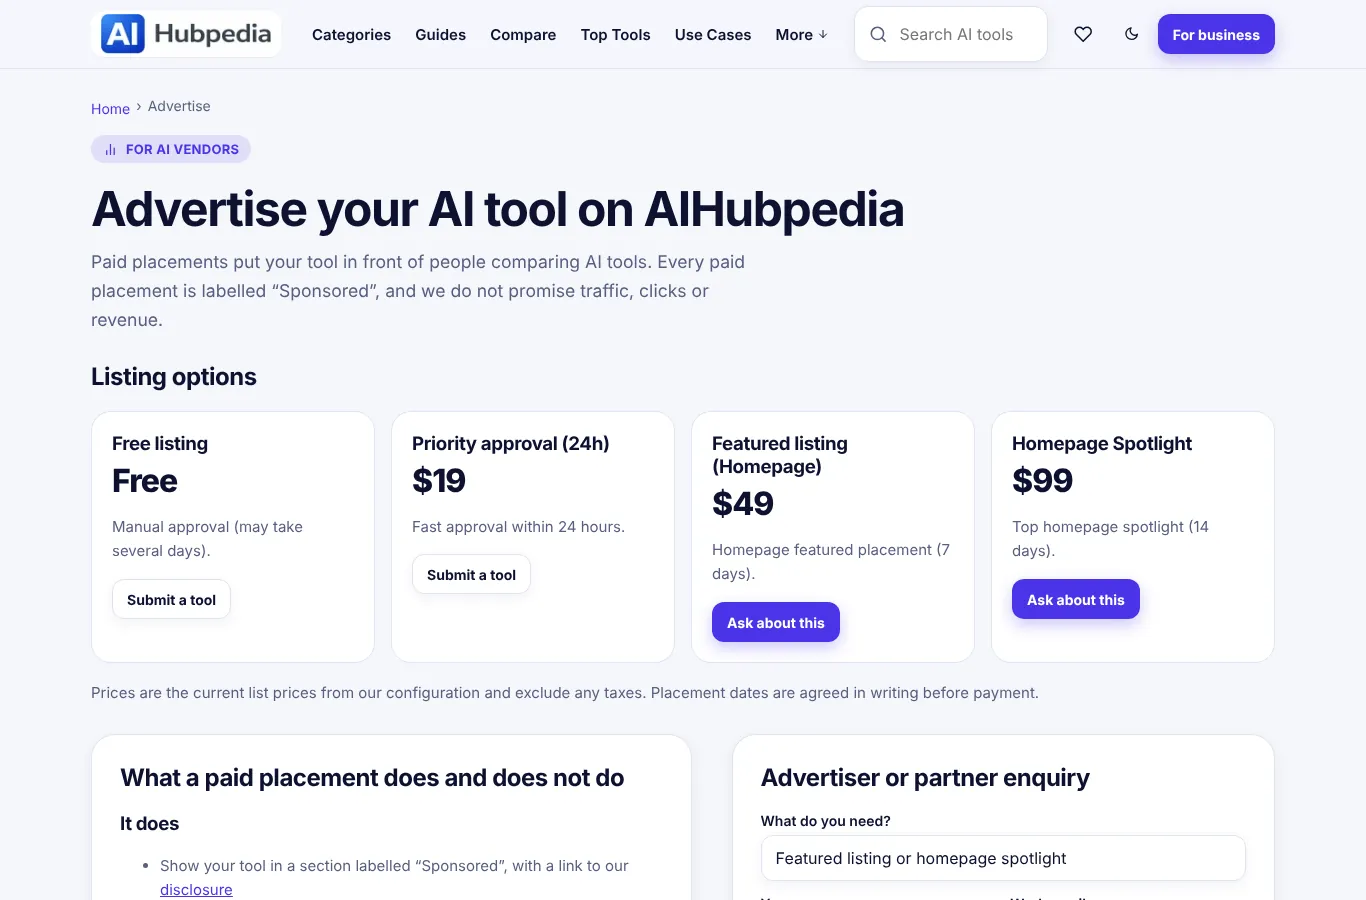 AI Hubpedia
Categories
Guides
Compare
Top Tools
Use Cases
More ↓
Search AI tools
For business
Home › Advertise
FOR AI VENDORS
Advertise your AI tool on AIHubpedia
Paid placements put your tool in front of people comparing AI tools. Every paid
placement is labelled “Sponsored”, and we do not promise traffic, clicks or
revenue.
Listing options
Free listing
Free
Manual approval (may take
several days).
Submit a tool
Priority approval (24h)
$19
Fast approval within 24 hours.
Submit a tool
Featured listing
(Homepage)
$49
Homepage featured placement (7
days).
Ask about this
Homepage Spotlight
$99
Top homepage spotlight (14
days).
Ask about this
Prices are the current list prices from our configuration and exclude any taxes. Placement dates are agreed in writing before payment.
What a paid placement does and does not do
It does
• Show your tool in a section labelled “Sponsored”, with a link to our
disclosure
Advertiser or partner enquiry
What do you need?
Featured listing or homepage spotlight